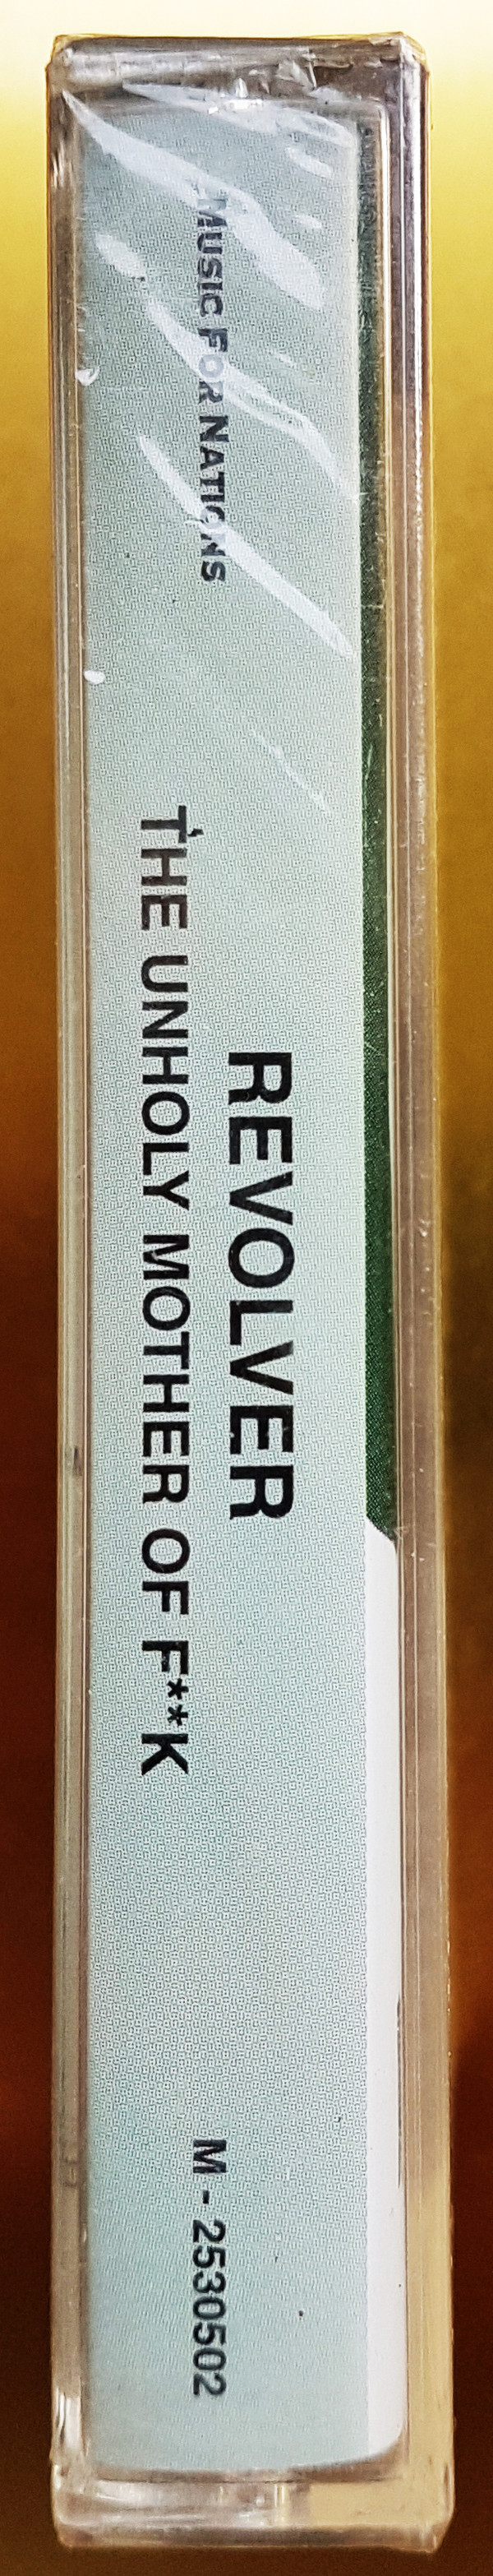 MUSIC FOR NATIONS
REVOLVER
THE UNHOLY MOTHER OF F**K
M - 2530502